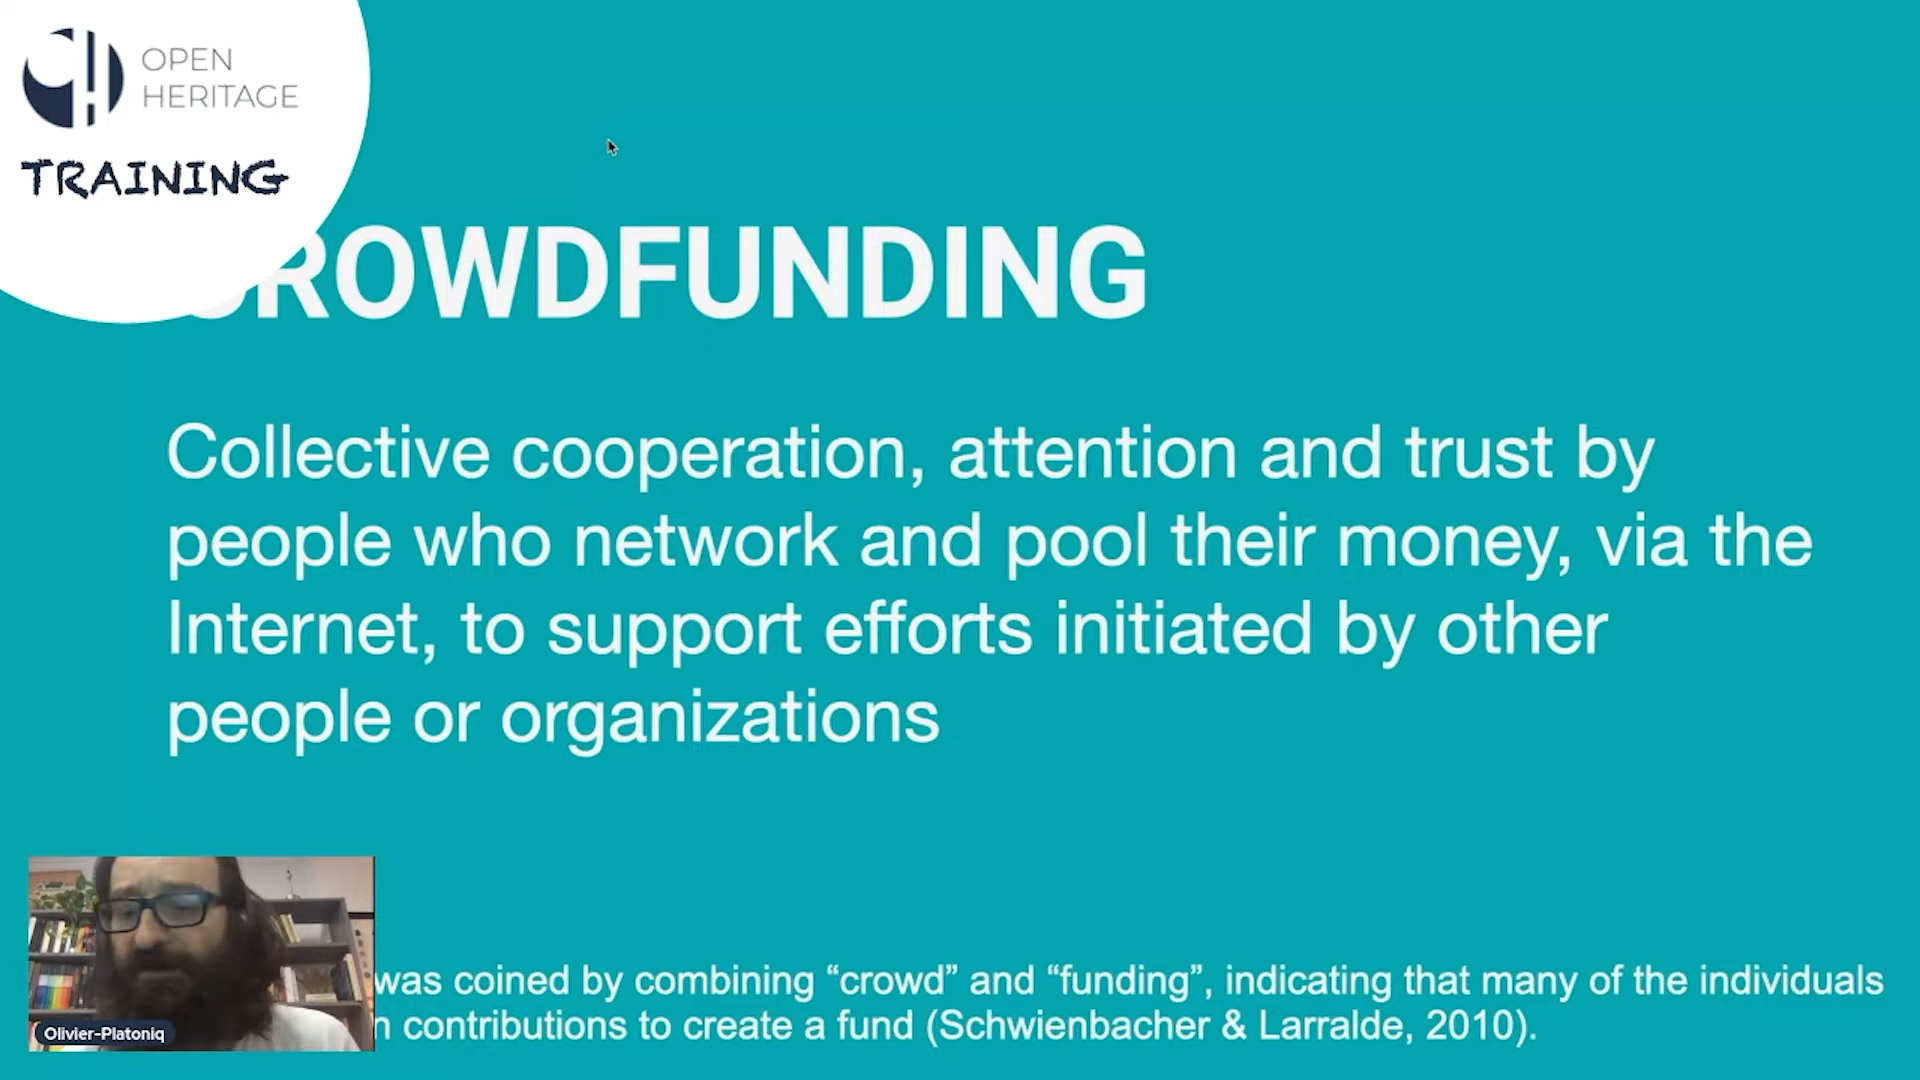 OPEN
HERITAGE
TRAINING
ROWDFUNDING
Collective cooperation, attention and trust by
people who network and pool their money, via the
Internet, to support efforts initiated by other
people or organizations
was coined by combining “crowd” and “funding”, indicating that many of the individuals
contributions to create a fund (Schwienbacher & Larralde, 2010).
Olivier-Platoniq